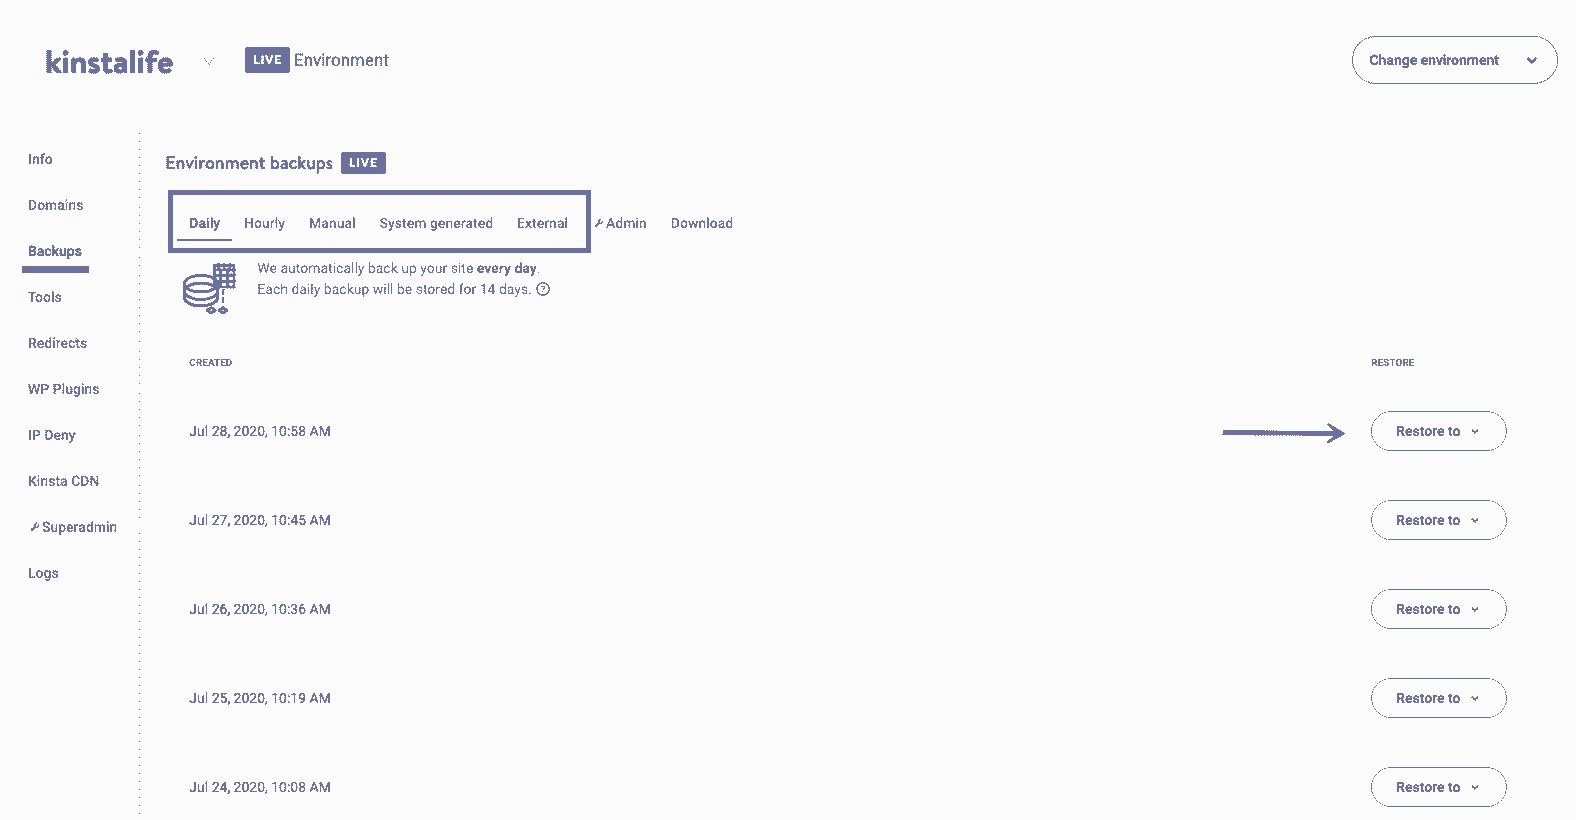 kinstalife LIVE Environment Change environment
Info
Domains
Backups
Tools
Redirects
WP Plugins
IP Deny
Kinsta CDN
Superadmin
Logs
Environment backups LIVE
Daily Hourly Manual System generated External Admin Download
We automatically back up your site every day.
Each daily backup will be stored for 14 days. ?
CREATED RESTORE
Jul 28, 2020, 10:58 AM Restore to
Jul 27, 2020, 10:45 AM Restore to
Jul 26, 2020, 10:36 AM Restore to
Jul 25, 2020, 10:19 AM Restore to
Jul 24, 2020, 10:08 AM Restore to